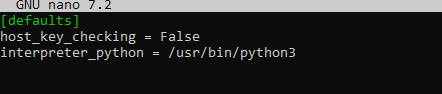 GNU nano 7.2
[defaults]
host_key_checking = False
interpreter_python = /usr/bin/python3